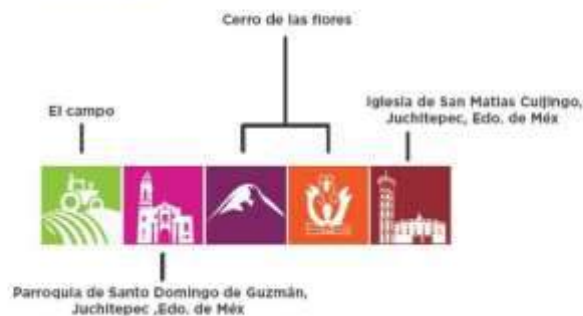 Cerro de las flores
El campo
Iglesia de San Matias Cuijingo,
Juchitepec, Edo. de Méx
Parroquia de Santo Domingo de Guzmán,
Juchitepec ,Edo. de Méx